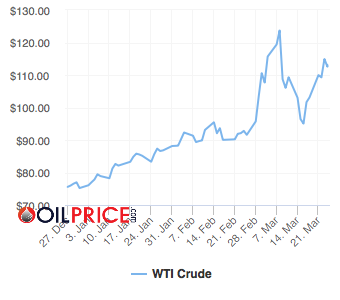 $130.00
$120.00
$110.00
$100.00
$90.00
$80.00
$70.00
OILPRICE.com
27. Dec
3. Jan
10. Jan
17. Jan
24. Jan
31. Jan
7. Feb
14. Feb
21. Feb
28. Feb
7. Mar
14. Mar
21. Mar
WTI Crude